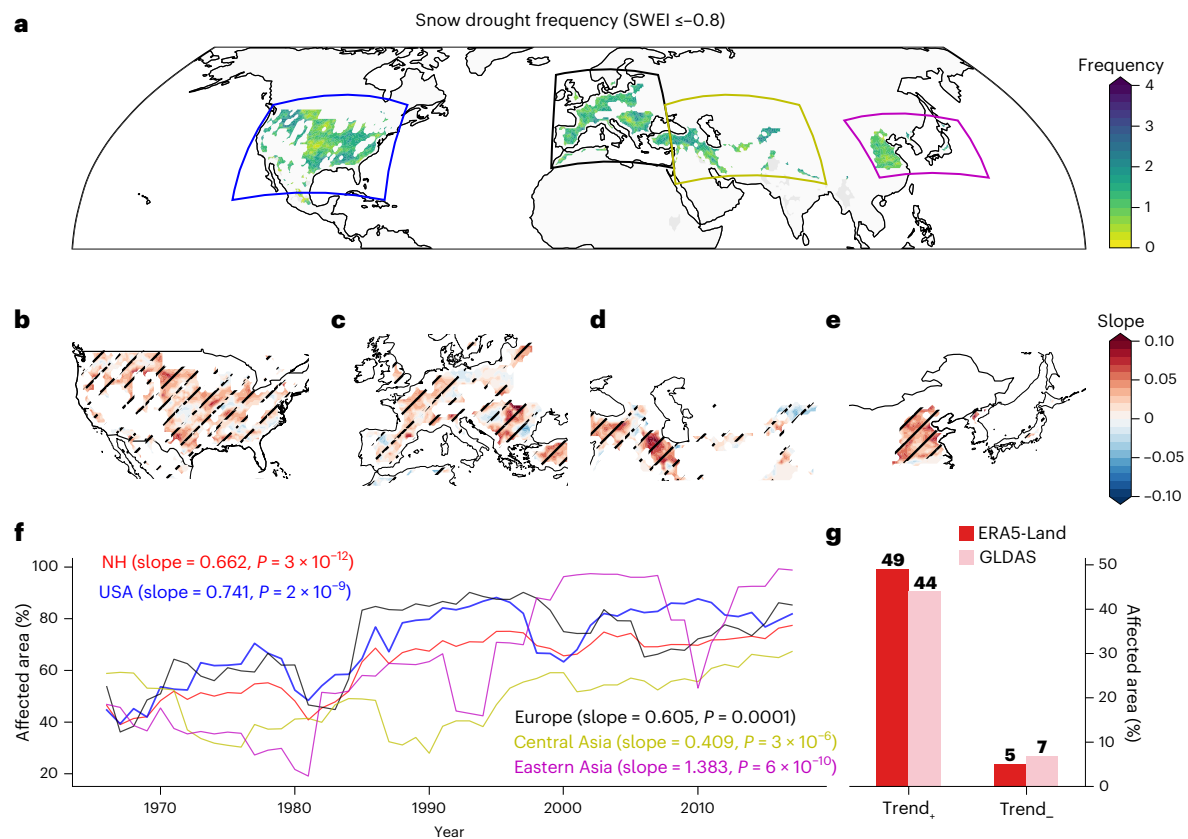 a
Snow drought frequency (SWEI ≤–0.8)
Frequency
4
3
2
1
0
b
c
d
e
Slope
0.10
0.05
0
–0.05
–0.10
f
NH (slope = 0.662, P = 3 × 10⁻¹²)
USA (slope = 0.741, P = 2 × 10⁻⁹)
Europe (slope = 0.605, P = 0.0001)
Central Asia (slope = 0.409, P = 3 × 10⁻⁶)
Eastern Asia (slope = 1.383, P = 6 × 10⁻¹⁰)
Affected area (%)
100
80
60
40
20
1970 1980 1990 2000 2010
Year
g
ERA5-Land
GLDAS
49
44
5
7
50
40
30
20
10
0
Affected area (%)
Trend₊ Trend₋